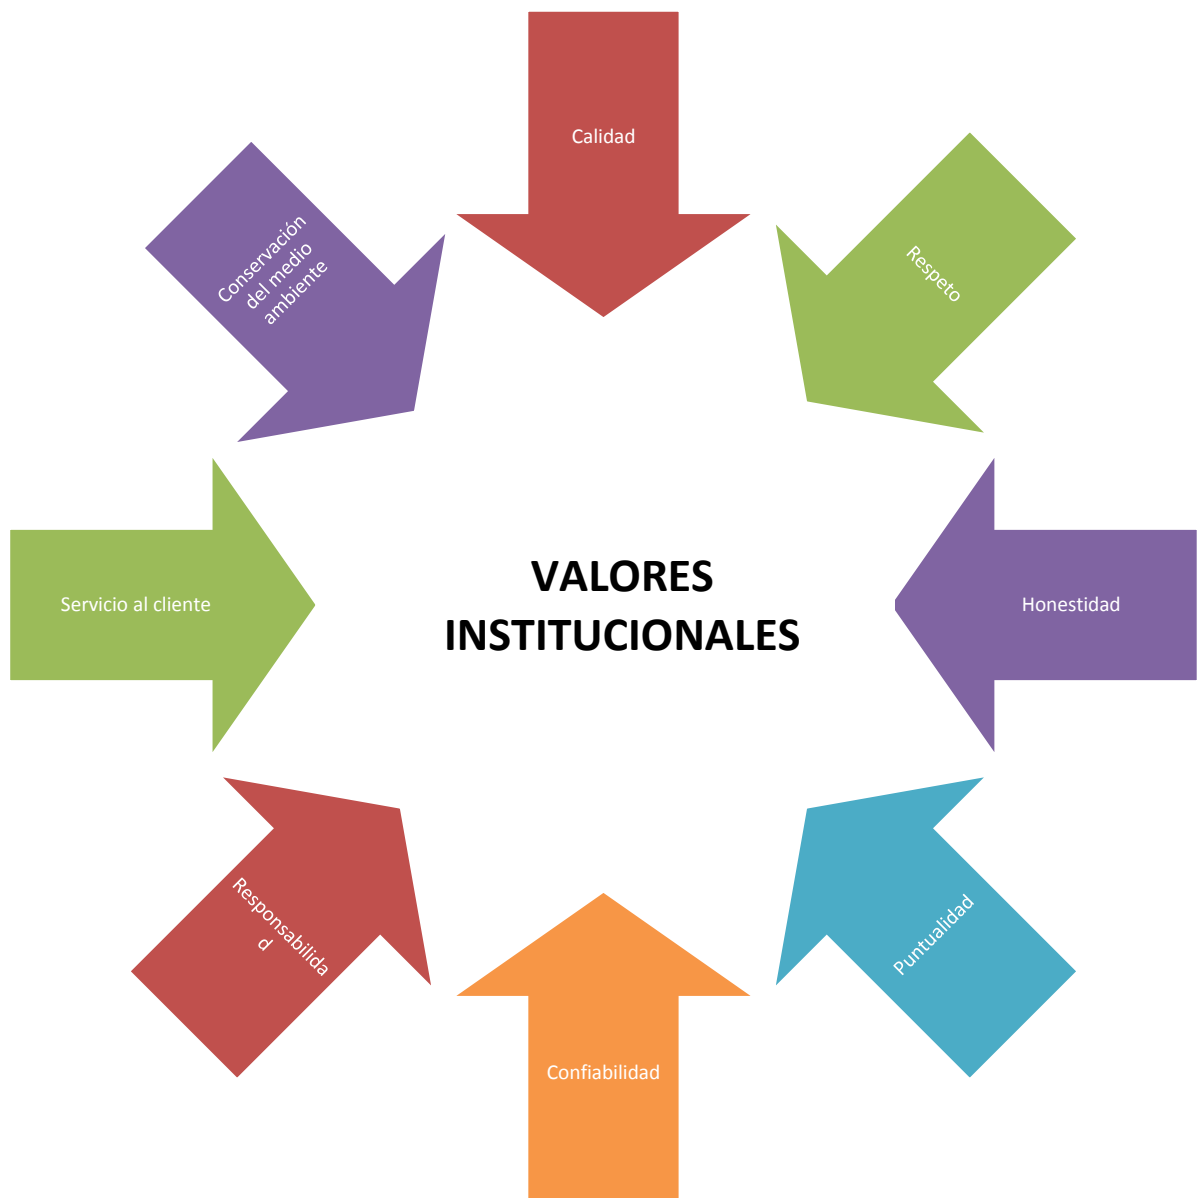 Calidad
Respeto
Honestidad
Puntualidad
Confiabilidad
Responsabilida
d
Servicio al cliente
Conservación
del medio
ambiente
VALORES
INSTITUCIONALES